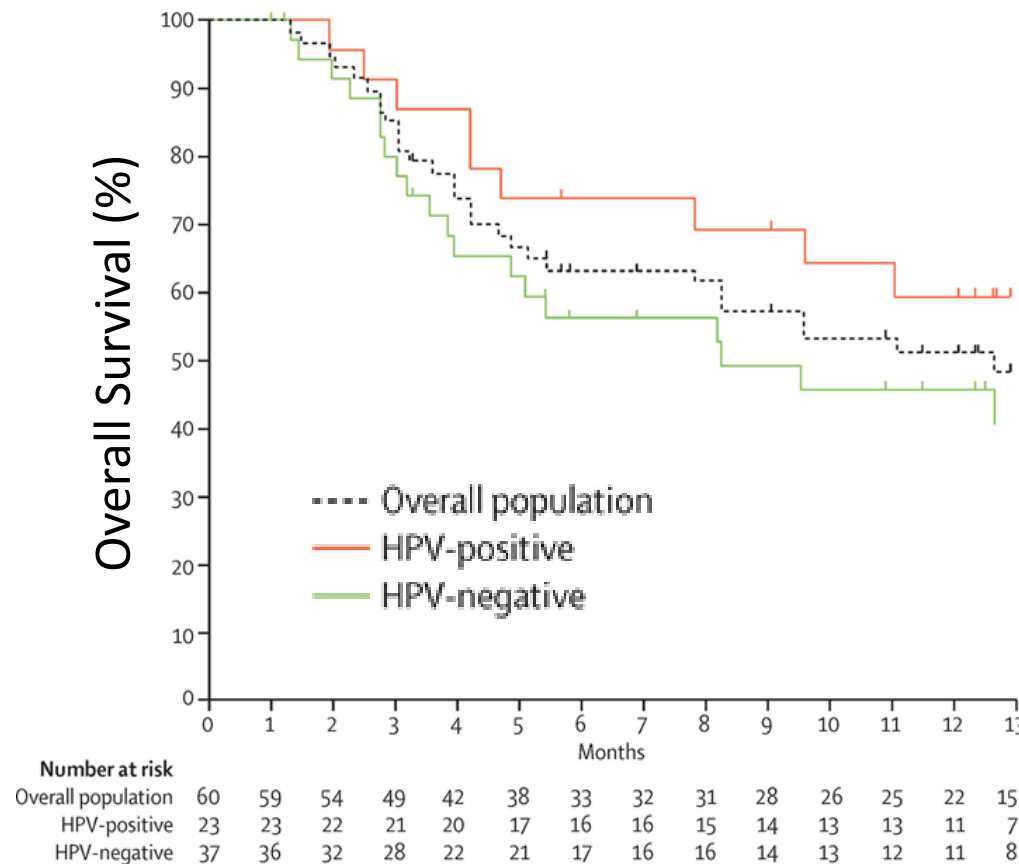 Overall Survival (%)
100
90
80
70
60
50
40
30
20
10
0
Overall population
HPV-positive
HPV-negative
0 1 2 3 4 5 6 7 8 9 10 11 12 13
Months
Number at risk
Overall population 60 59 54 49 42 38 33 32 31 28 26 25 22 15
HPV-positive 23 23 22 21 20 17 16 16 15 14 13 13 11 7
HPV-negative 37 36 32 28 22 21 17 16 16 14 13 12 11 8